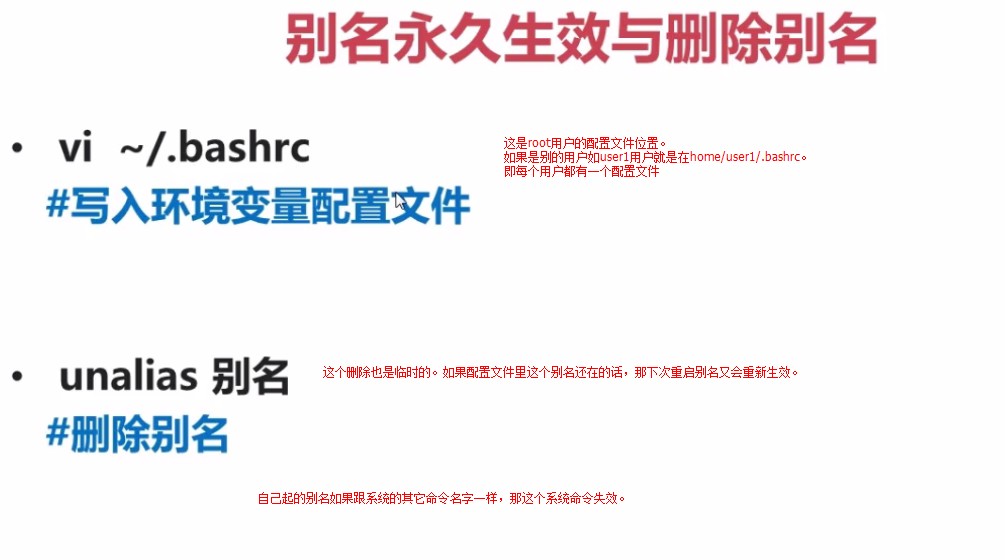 别名永久生效与删除别名
• vi ~/.bashrc
这是root用户的配置文件位置。
如果是别的用户如user1用户就是在home/user1/.bashrc。
即每个用户都有一个配置文件
#写入环境变量配置文件
• unalias 别名
这个删除也是临时的。如果配置文件里这个别名还在的话，那下次重启别名又会重新生效。
#删除别名
自己起的别名如果跟系统的其它命令名字一样，那这个系统命令失效。